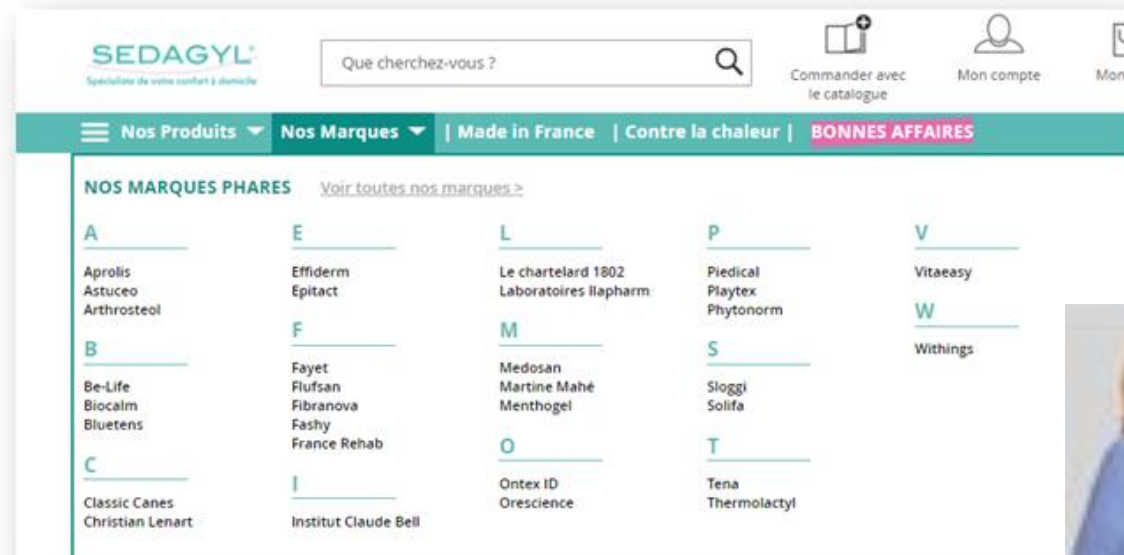 SEDAGYL
Spécialiste de votre confort à domicile
Que cherchez-vous ?
Commander avec
le catalogue
Mon compte
Mon
Nos Produits
Nos Marques
| Made in France
| Contre la chaleur |
BONNES AFFAIRES
NOS MARQUES PHARES
Voir toutes nos marques >
A
Aprolis
Astuceo
Arthrosteol
B
Be-Life
Biocalm
Bluetens
C
Classic Canes
Christian Lenart
E
Effiderm
Epitact
F
Fayet
Flufsan
Fibranova
Fashy
France Rehab
I
Institut Claude Bell
L
Le chartelard 1802
Laboratoires Ilapharm
M
Medosan
Martine Mahé
Menthogel
O
Ontex ID
Orescience
P
Piedical
Playtex
Phytonorm
S
Sloggi
Solifa
T
Tena
Thermolactyl
V
Vitaeasy
W
Withings